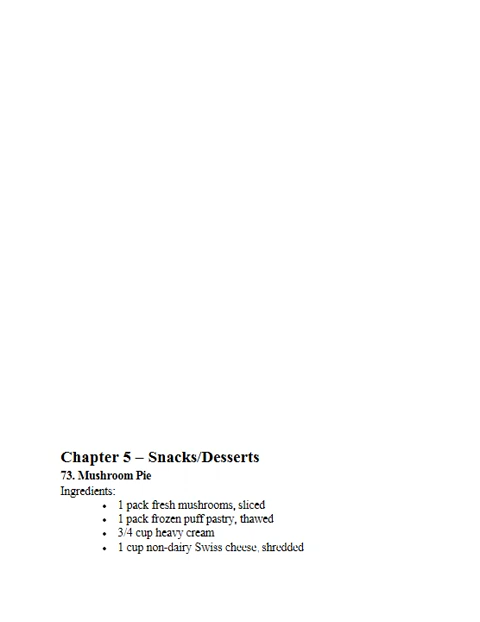 Chapter 5 – Snacks/Desserts
73. Mushroom Pie
Ingredients:
• 1 pack fresh mushrooms, sliced
• 1 pack frozen puff pastry, thawed
• 3/4 cup heavy cream
• 1 cup non-dairy Swiss cheese, shredded